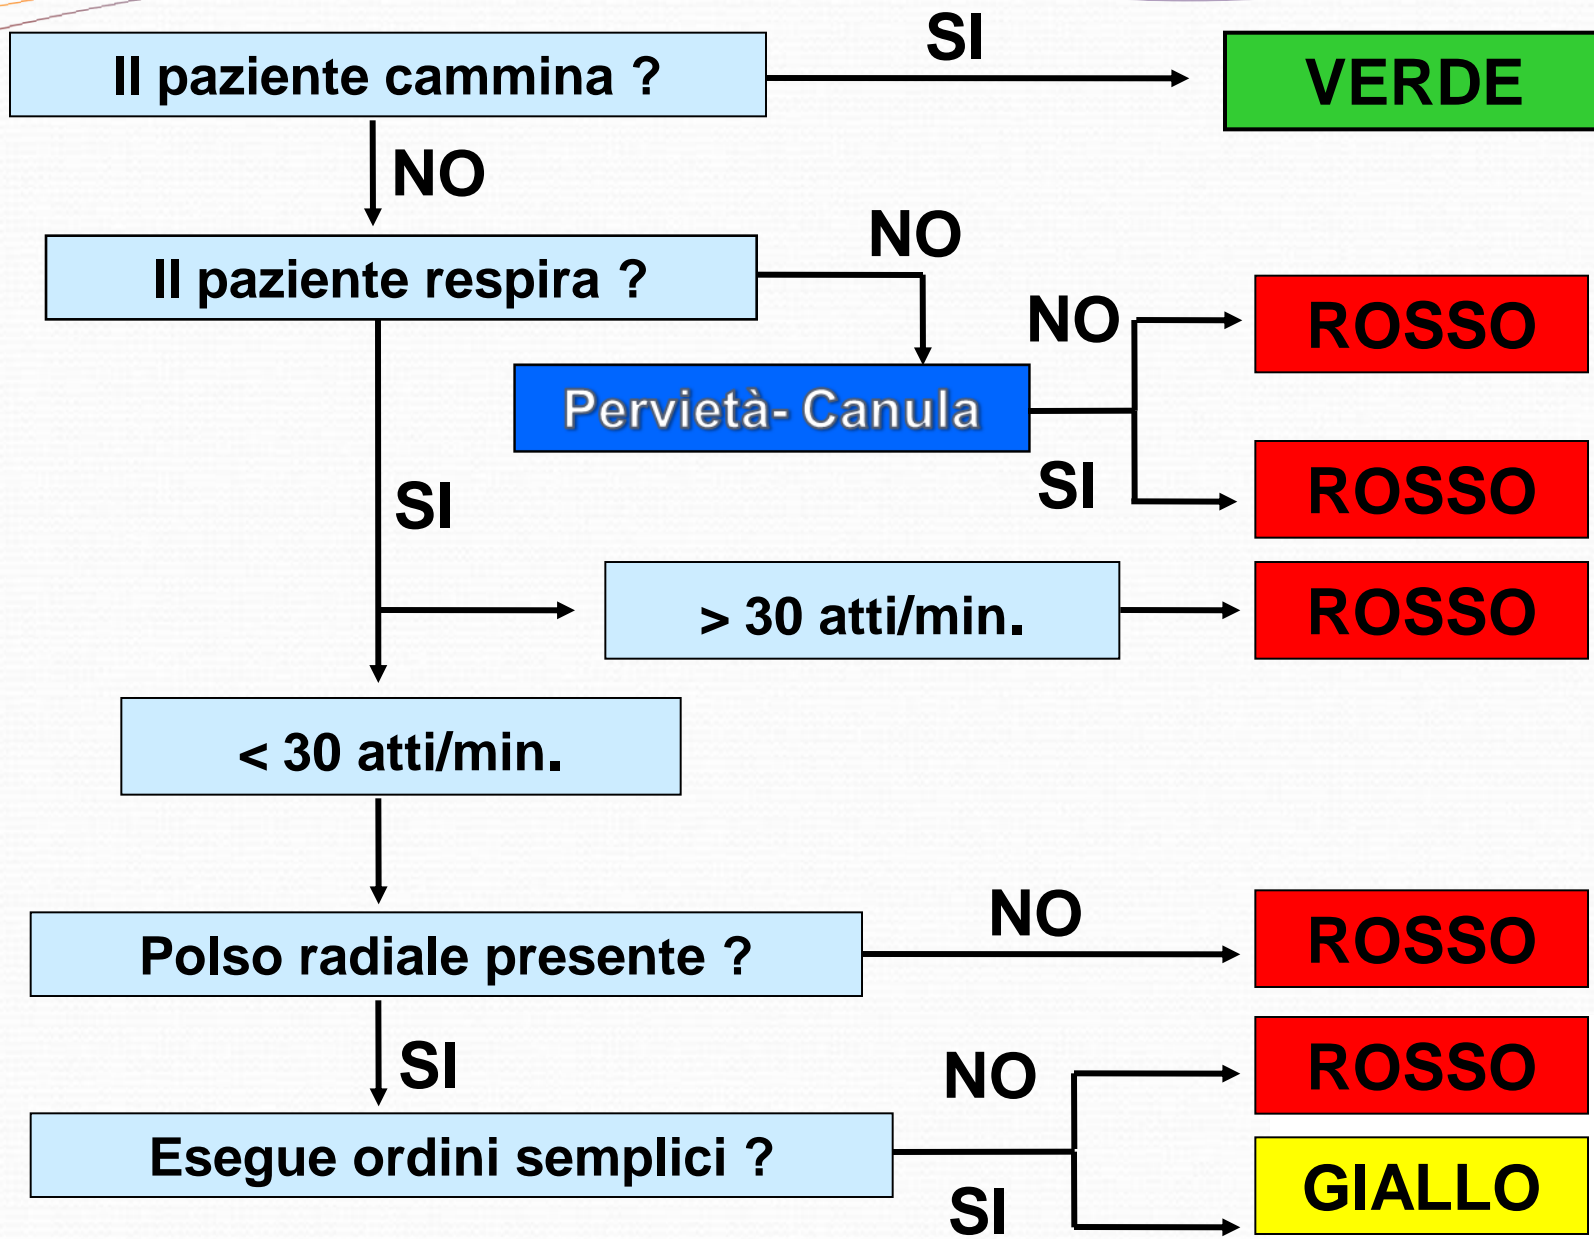 Il paziente cammina ?
SI
VERDE
NO
Il paziente respira ?
NO
Pervietà- Canula
NO
ROSSO
SI
ROSSO
SI
> 30 atti/min.
ROSSO
< 30 atti/min.
Polso radiale presente ?
NO
ROSSO
SI
Esegue ordini semplici ?
NO
ROSSO
SI
GIALLO